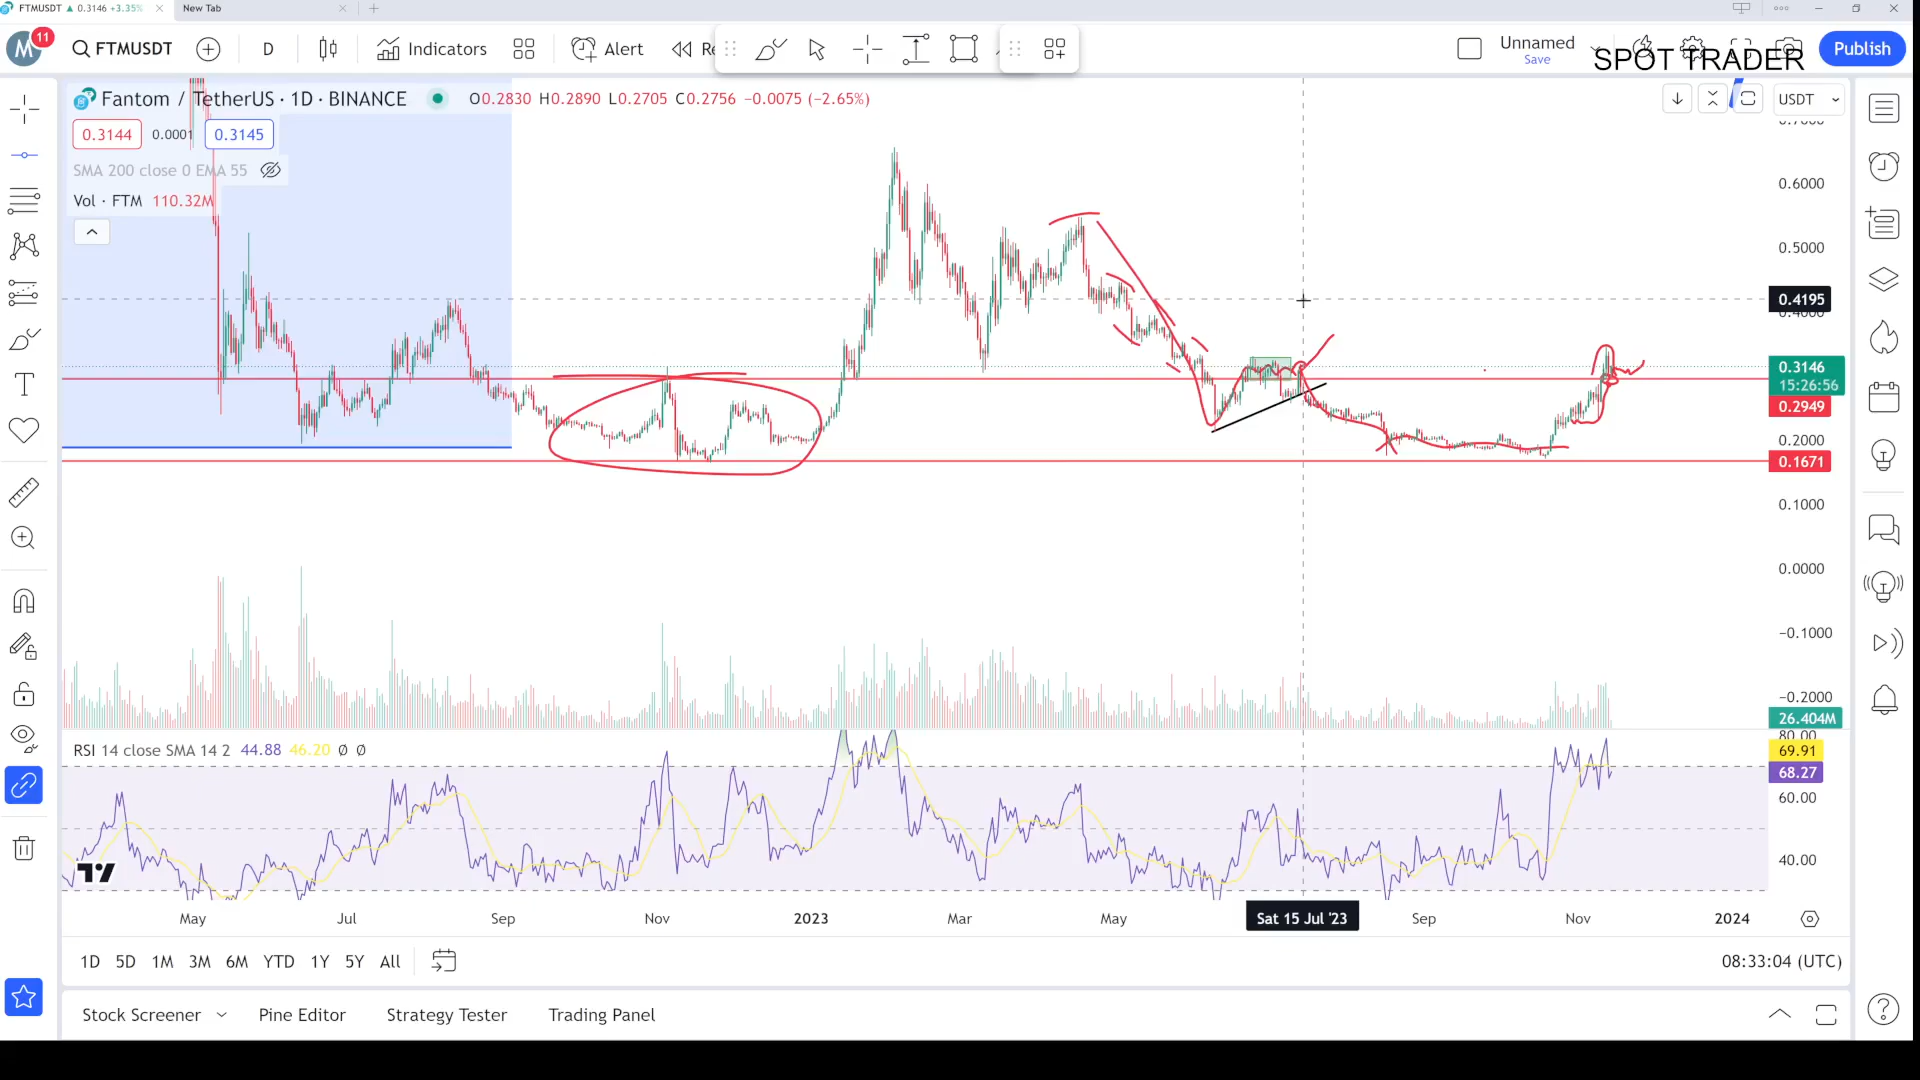 FTMUSDT ▲ 0.3146 +3.35%
New Tab
M
11
FTMUSDT
D
Indicators
Alert
Unnamed
Save
SPOT TRADER
Publish
Fantom / TetherUS · 1D · BINANCE
O0.2830 H0.2890 L0.2705 C0.2756 −0.0075 (−2.65%)
USDT
0.3144 0.0001 0.3145
SMA 200 close 0 EMA 55
Vol · FTM 110.32M
0.6000
0.5000
0.4195
0.3146
15:26:56
0.2949
0.2000
0.1671
0.1000
0.0000
−0.1000
−0.2000
26.404M
RSI 14 close SMA 14 2 44.88 46.20 Ø Ø
80.00
69.91
68.27
60.00
40.00
May Jul Sep Nov 2023 Mar May Sat 15 Jul '23 Sep Nov 2024
1D 5D 1M 3M 6M YTD 1Y 5Y All
08:33:04 (UTC)
Stock Screener Pine Editor Strategy Tester Trading Panel